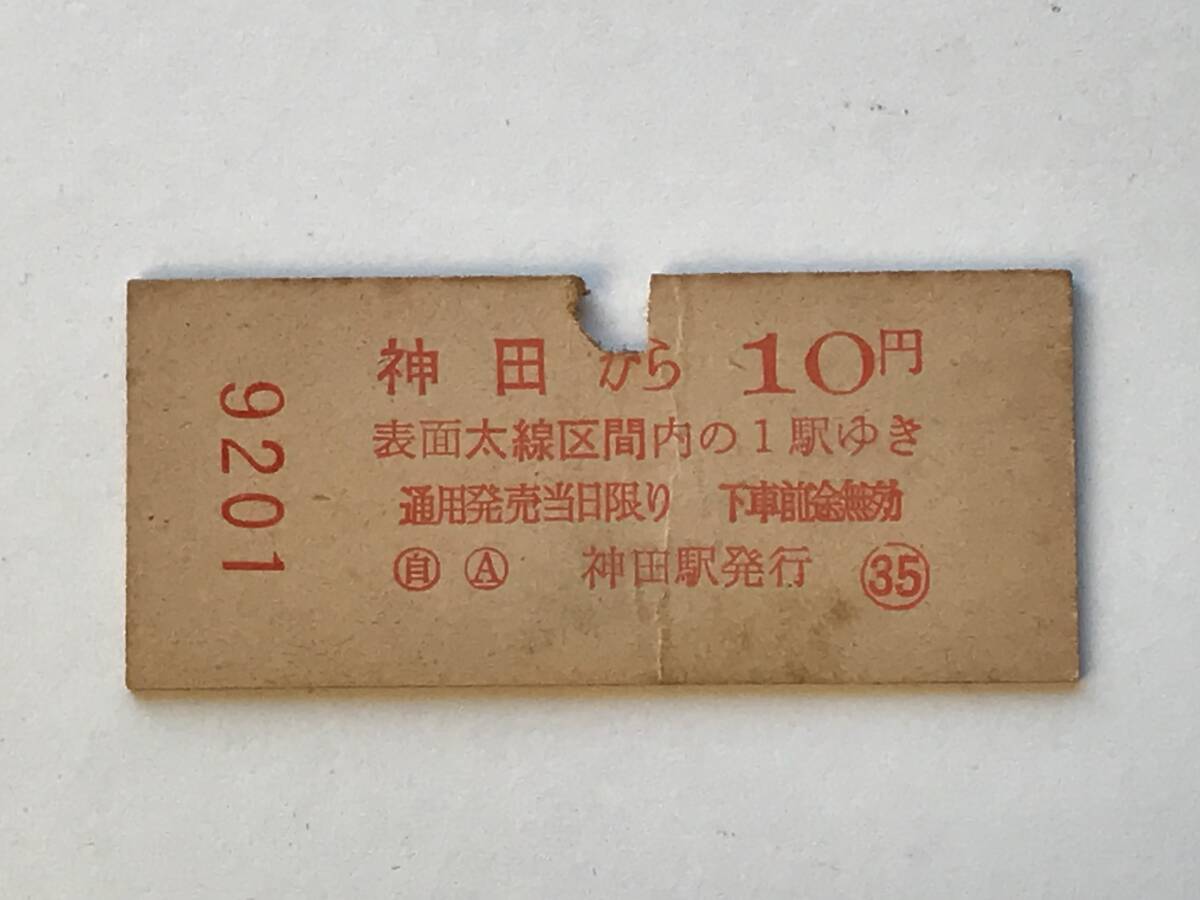 神田から10円
表面太線区間内の1駅ゆき
通用発売当日限り 下車前途無効
㊀自 Ⓐ 神田駅発行 ㉟
9201